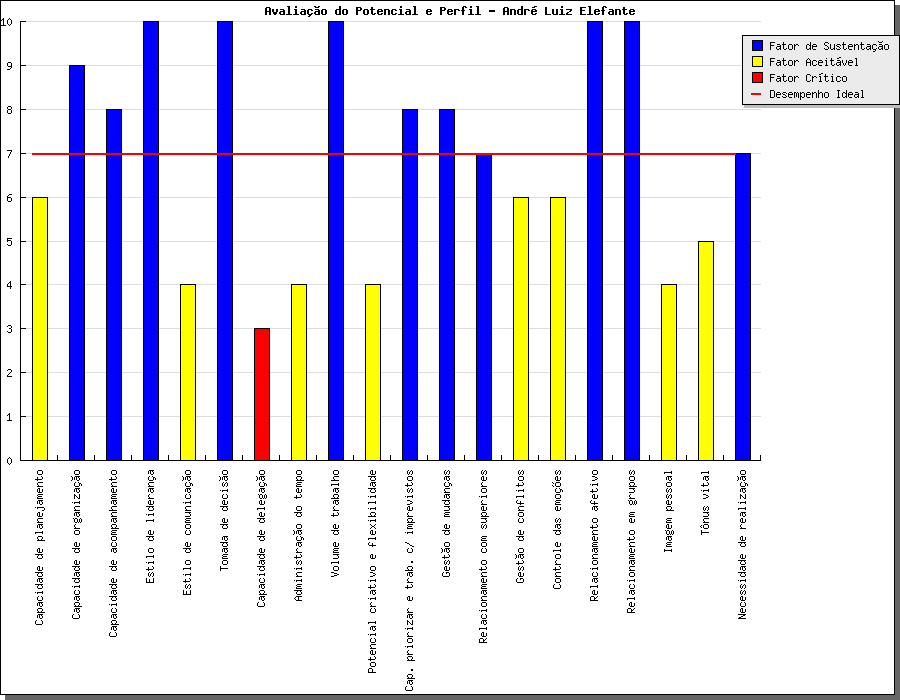 Avaliação do Potencial e Perfil - André Luiz Elefante
Fator de Sustentação
Fator Aceitável
Fator Crítico
Desempenho Ideal
10
9
8
7
6
5
4
3
2
1
0
Capacidade de planejamento
Capacidade de organização
Capacidade de acompanhamento
Estilo de liderança
Estilo de comunicação
Tomada de decisão
Capacidade de delegação
Administração do tempo
Volume de trabalho
Potencial criativo e flexibilidade
Cap. priorizar e trab. c/ imprevistos
Gestão de mudanças
Relacionamento com superiores
Gestão de conflitos
Controle das emoções
Relacionamento afetivo
Relacionamento em grupos
Imagem pessoal
Tônus vital
Necessidade de realização